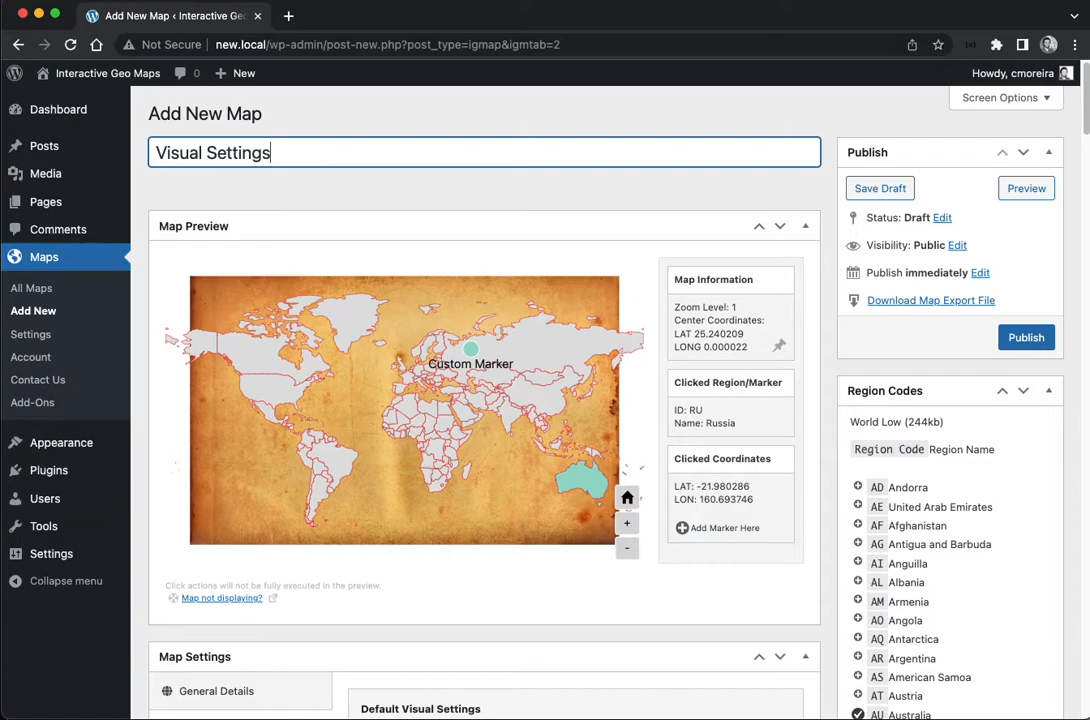 Add New Map ‹ Interactive Geo
Not Secure new.local/wp-admin/post-new.php?post_type=igmap&igmtab=2
Interactive Geo Maps 0 New Howdy, cmoreira
Screen Options
Dashboard
Posts
Media
Pages
Comments
Maps
All Maps
Add New
Settings
Account
Contact Us
Add-Ons
Appearance
Plugins
Users
Tools
Settings
Collapse menu
Add New Map
Visual Settings
Map Preview
Custom Marker
+
-
Map Information
Zoom Level: 1
Center Coordinates:
LAT 25.240209
LONG 0.000022
Clicked Region/Marker
ID: RU
Name: Russia
Clicked Coordinates
LAT: -21.980286
LON: 160.693746
Add Marker Here
Click actions will not be fully executed in the preview.
Map not displaying?
Map Settings
General Details
Default Visual Settings
Publish
Save Draft Preview
Status: Draft Edit
Visibility: Public Edit
Publish immediately Edit
Download Map Export File
Publish
Region Codes
World Low (244kb)
Region Code Region Name
AD Andorra
AE United Arab Emirates
AF Afghanistan
AG Antigua and Barbuda
AI Anguilla
AL Albania
AM Armenia
AO Angola
AQ Antarctica
AR Argentina
AS American Samoa
AT Austria
AU Australia